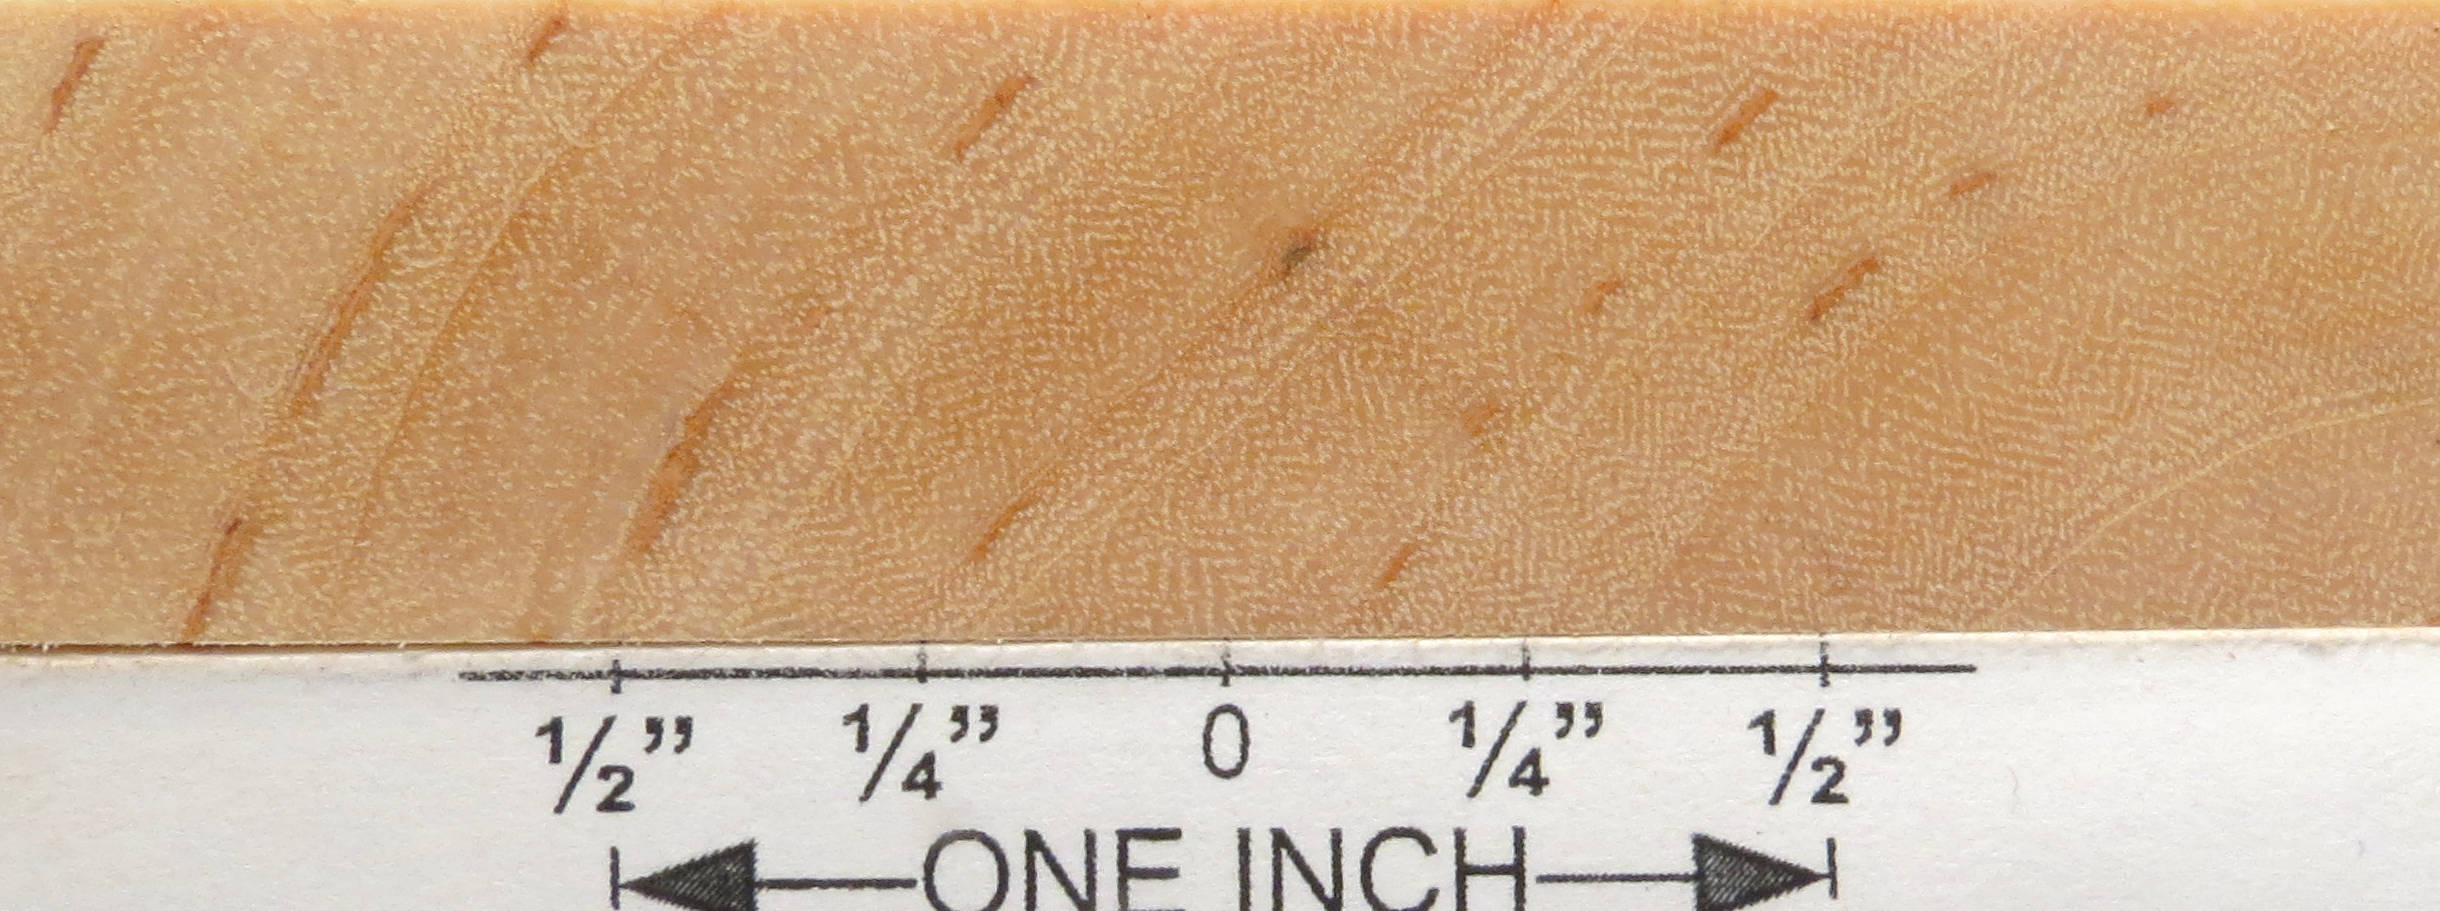 ½” ¼” 0 ¼” ½”
ONE INCH